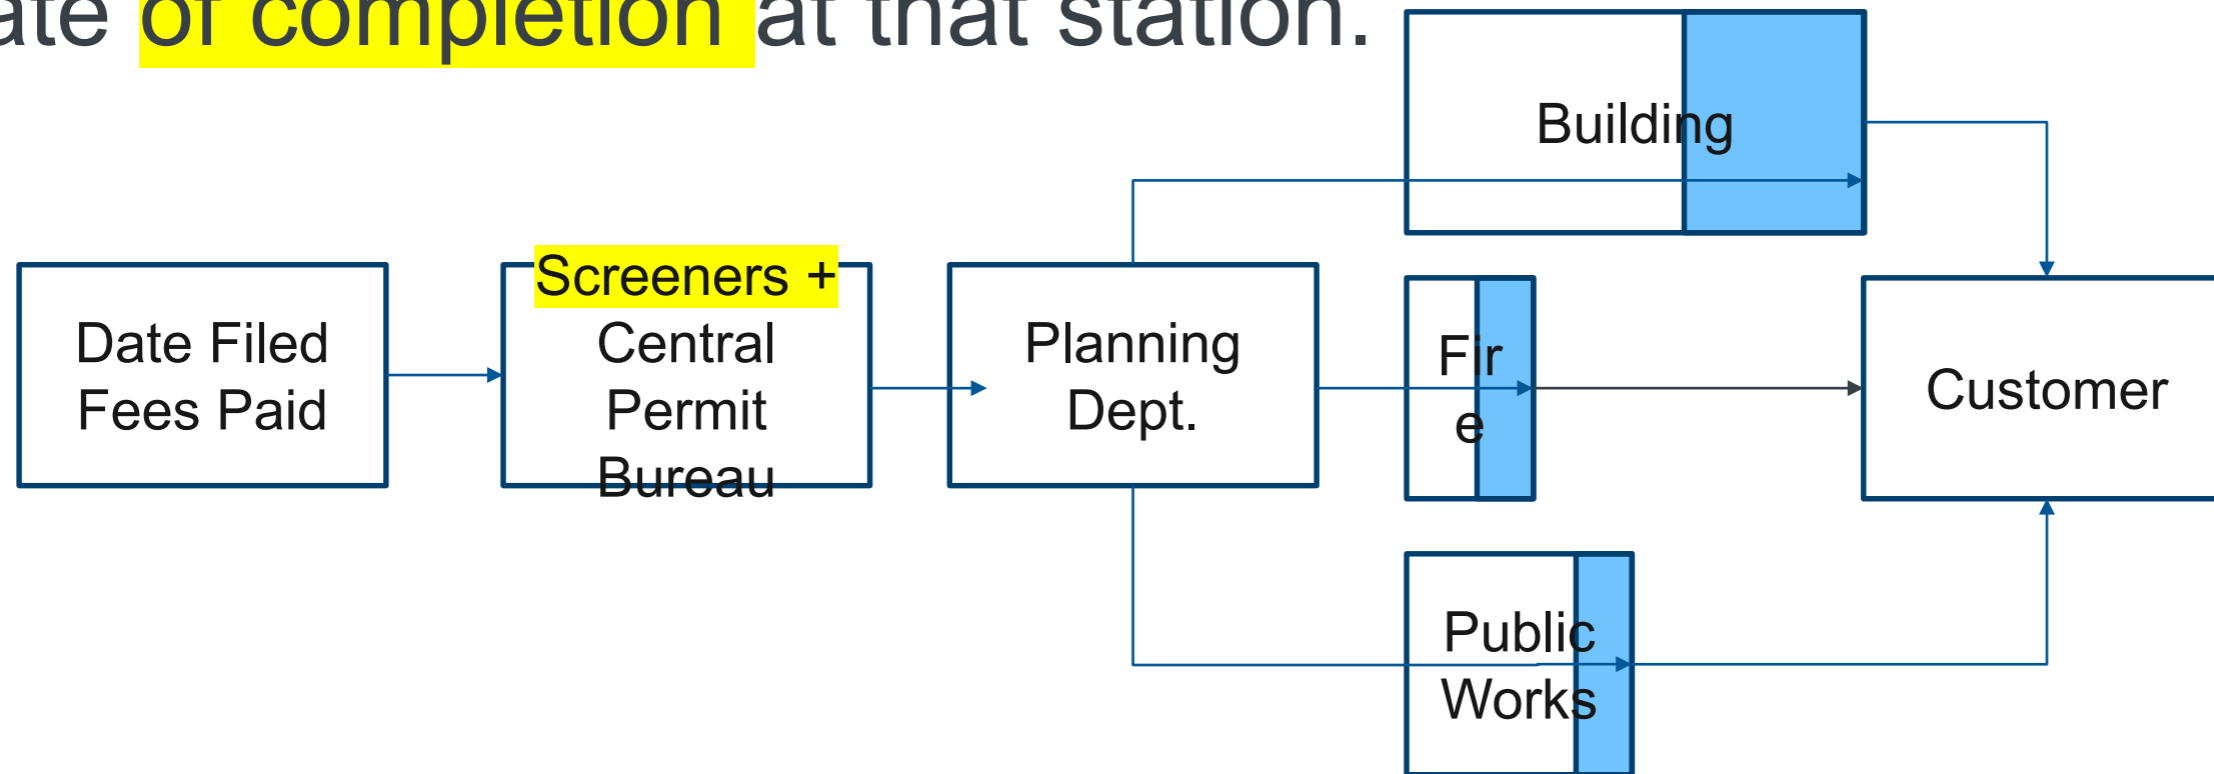 ate of completion at that station.
Building
Screeners +
Central
Permit
Bureau
Date Filed
Fees Paid
Planning
Dept.
Fir
e
Customer
Public
Works